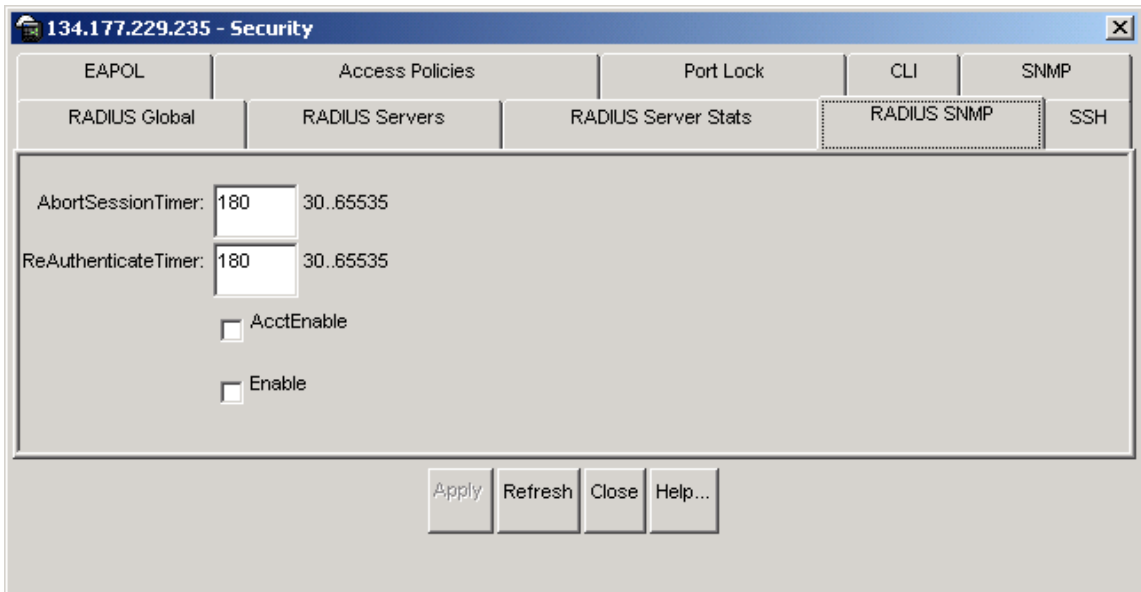 134.177.229.235 - Security
EAPOL Access Policies Port Lock CLI SNMP
RADIUS Global RADIUS Servers RADIUS Server Stats RADIUS SNMP SSH
AbortSessionTimer: 180 30..65535
ReAuthenticateTimer: 180 30..65535
AcctEnable
Enable
Apply Refresh Close Help...